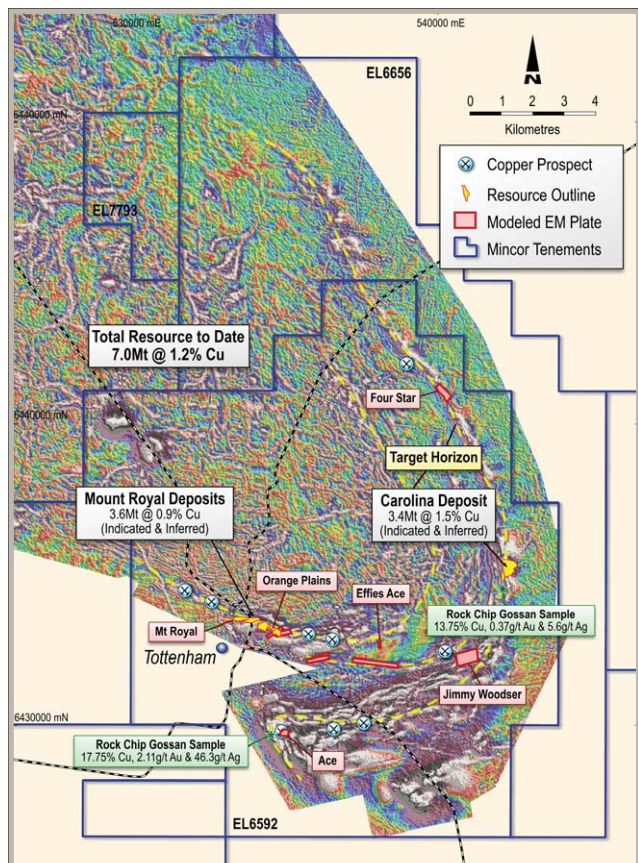 630000 mE
540000 mE
EL6656
N
6440000 mN
0 1 2 3 4
Kilometres
Copper Prospect
Resource Outline
Modeled EM Plate
Mincor Tenements
EL7793
Total Resource to Date
7.0Mt @ 1.2% Cu
Four Star
6440000 mN
Target Horizon
Mount Royal Deposits
3.6Mt @ 0.9% Cu
(Indicated & Inferred)
Carolina Deposit
3.4Mt @ 1.5% Cu
(Indicated & Inferred)
Orange Plains
Effies Ace
Rock Chip Gossan Sample
13.75% Cu, 0.37g/t Au & 5.6g/t Ag
Mt Royal
Tottenham
Jimmy Woodser
6430000 mN
Rock Chip Gossan Sample
17.75% Cu, 2.11g/t Au & 46.3g/t Ag
Ace
EL6592